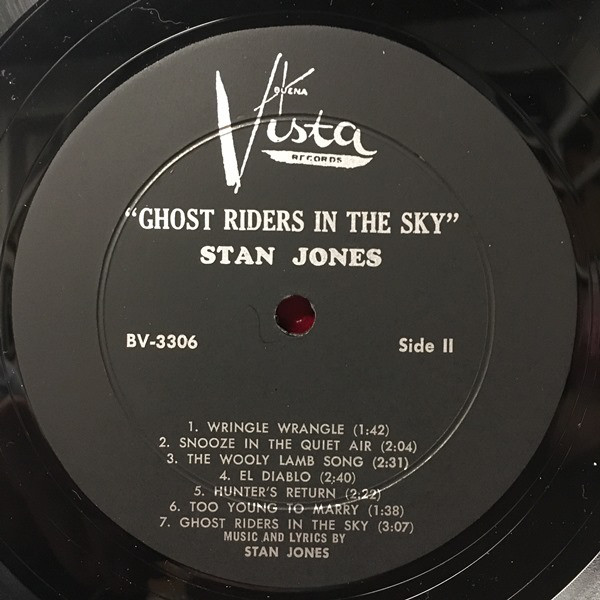 BUENA
Vista
RECORDS
"GHOST RIDERS IN THE SKY"
STAN JONES
BV-3306 Side II
1. WRINGLE WRANGLE (1:42)
2. SNOOZE IN THE QUIET AIR (2:04)
3. THE WOOLY LAMB SONG (2:31)
4. EL DIABLO (2:40)
5. HUNTER'S RETURN (2:22)
6. TOO YOUNG TO MARRY (1:38)
7. GHOST RIDERS IN THE SKY (3:07)
MUSIC AND LYRICS BY
STAN JONES